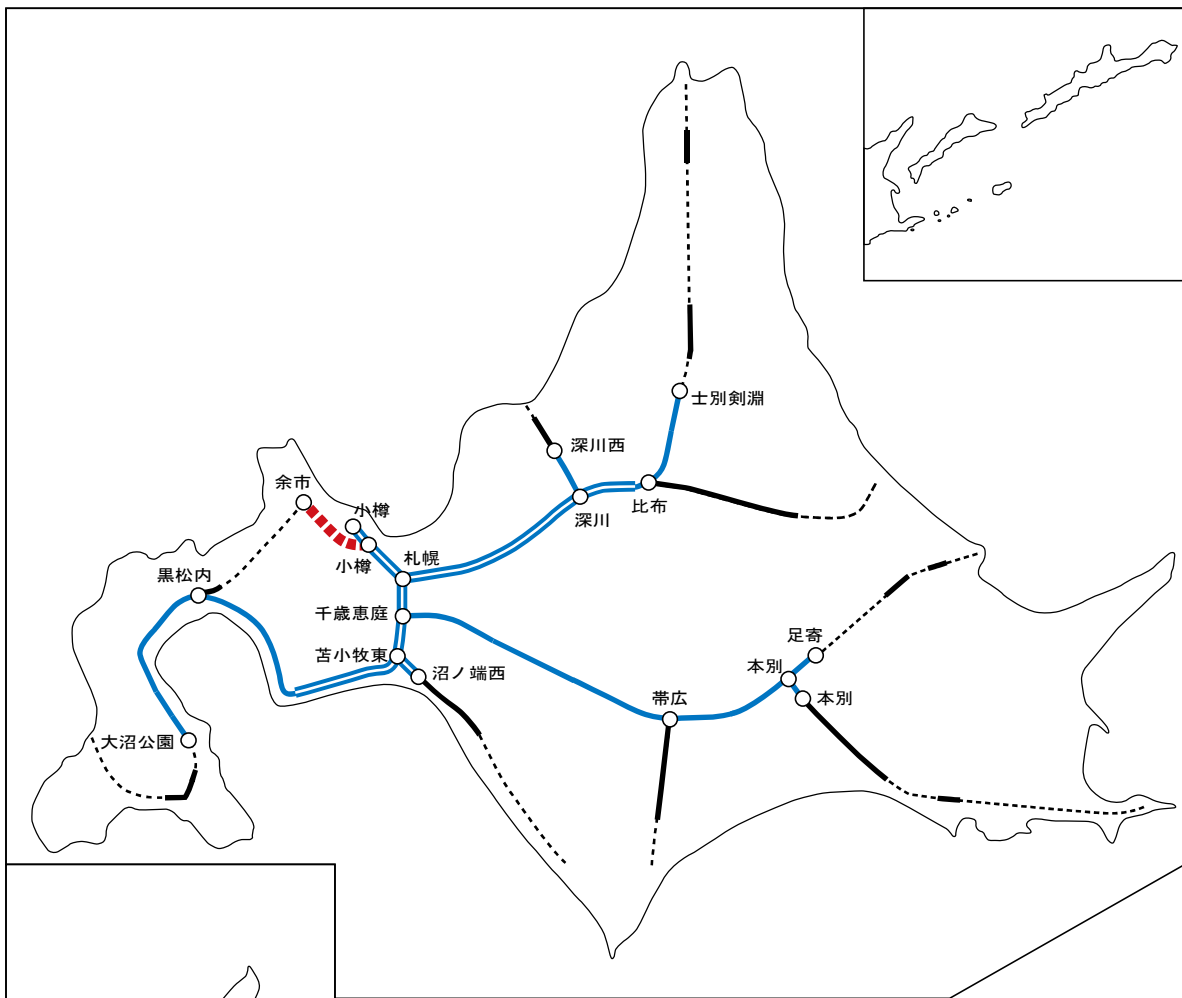 士別剣淵
深川西
余市
小樽
深川
比布
小樽
札幌
黒松内
千歳恵庭
足寄
苫小牧東
本別
沼ノ端西
帯広
本別
大沼公園